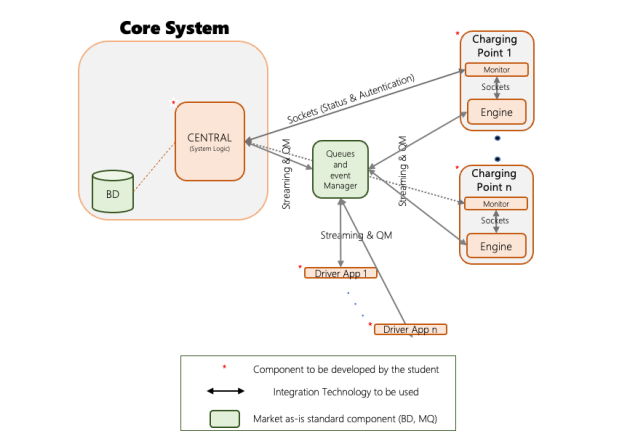 Core System
*
Charging
Point 1
Monitor
Sockets
Engine
Sockets (Status & Autentication)
*
CENTRAL
(System Logic)
BD
Streaming & QM
Queues
and
event
Manager
Streaming & QM
*
Charging
Point n
Monitor
Sockets
Engine
Streaming & QM
*
Driver App 1
*
Driver App n
* Component to be developed by the student
Integration Technology to be used
Market as-is standard component (BD, MQ)